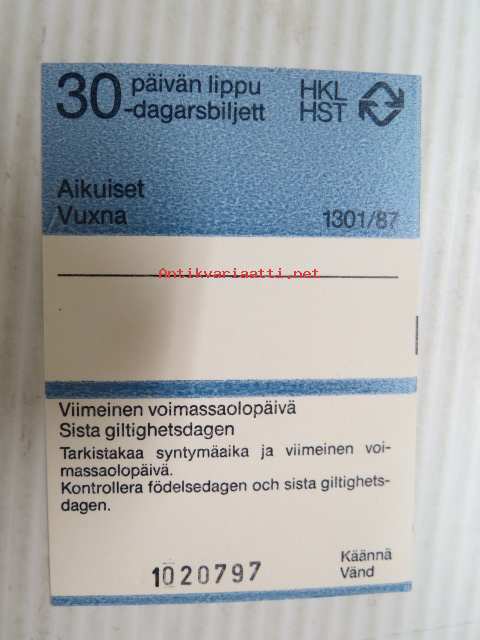 30 päivän lippu
-dagarsbiljett
HKL
HST
Aikuiset
Vuxna
1301/87
Antikvariaatti.net
Viimeinen voimassaolopäivä
Sista giltighetsdagen
Tarkistakaa syntymäaika ja viimeinen voi-
massaolopäivä.
Kontrollera födelsedagen och sista giltighets-
dagen.
1020797
Käännä
Vänd